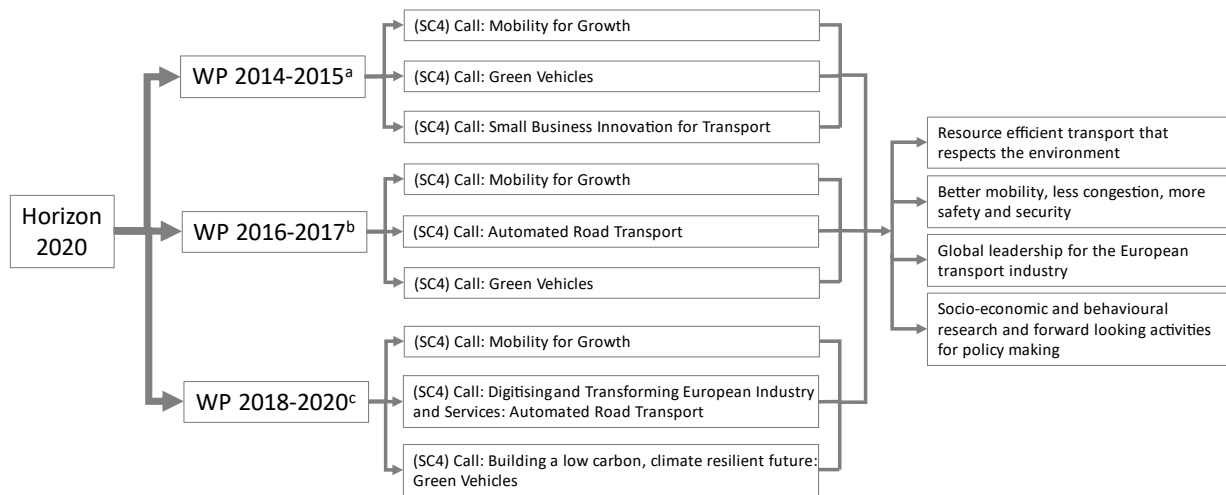 Horizon
2020
WP 2014-2015ᵃ
(SC4) Call: Mobility for Growth
(SC4) Call: Green Vehicles
(SC4) Call: Small Business Innovation for Transport
WP 2016-2017ᵇ
(SC4) Call: Mobility for Growth
(SC4) Call: Automated Road Transport
(SC4) Call: Green Vehicles
WP 2018-2020ᶜ
(SC4) Call: Mobility for Growth
(SC4) Call: Digitising and Transforming European Industry
and Services: Automated Road Transport
(SC4) Call: Building a low carbon, climate resilient future:
Green Vehicles
Resource efficient transport that
respects the environment
Better mobility, less congestion, more
safety and security
Global leadership for the European
transport industry
Socio-economic and behavioural
research and forward looking activities
for policy making